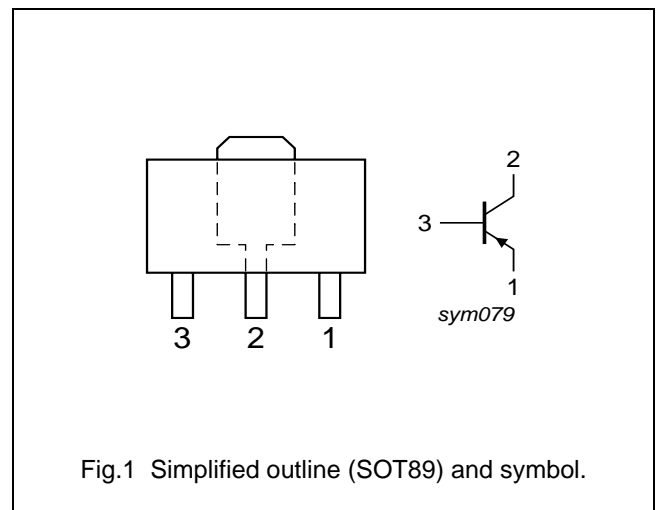 2
3
1
sym079
3 2 1
Fig.1 Simplified outline (SOT89) and symbol.